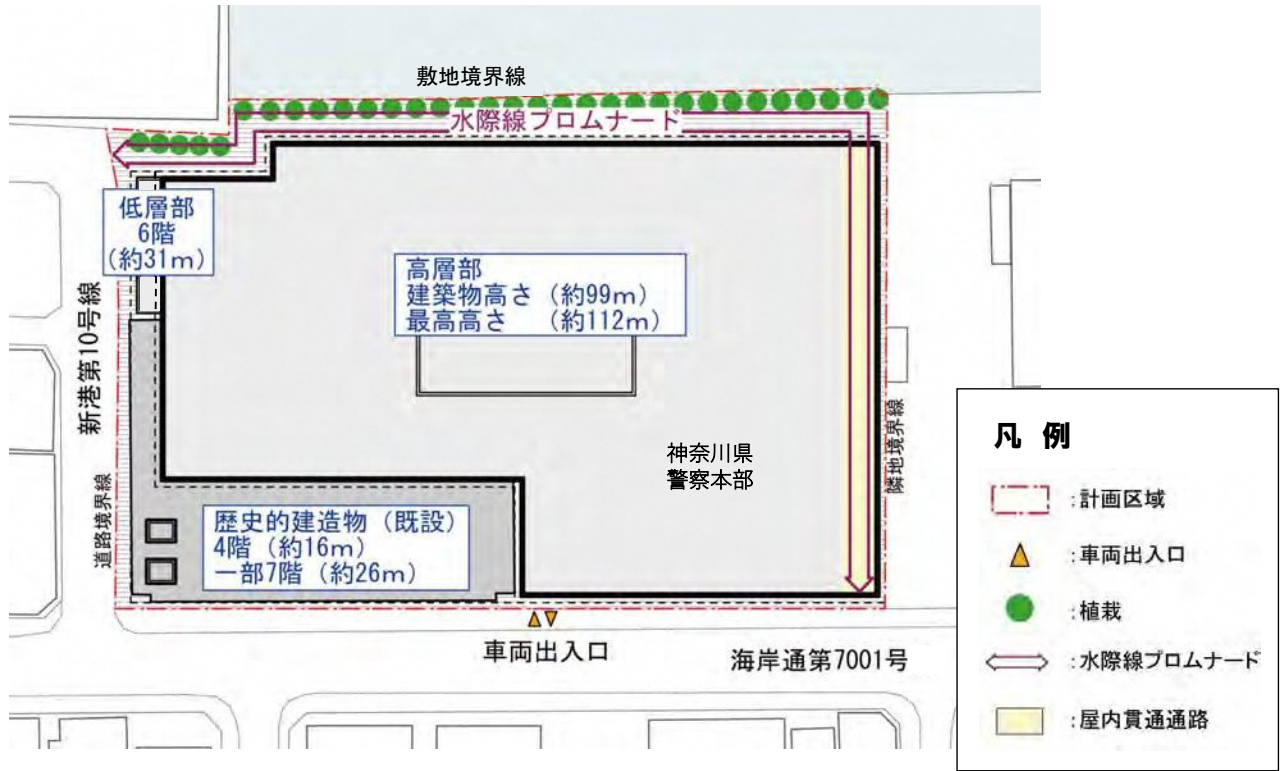 敷地境界線
水際線プロムナード
低層部
6階
(約31m)
高層部
建築物高さ (約99m)
最高高さ (約112m)
新港第10号線
道路境界線
神奈川県
警察本部
隣地境界線
歴史的建造物 (既設)
4階 (約16m)
一部7階 (約26m)
車両出入口
海岸通第7001号
凡 例
:計画区域
:車両出入口
:植栽
:水際線プロムナード
:屋内貫通通路